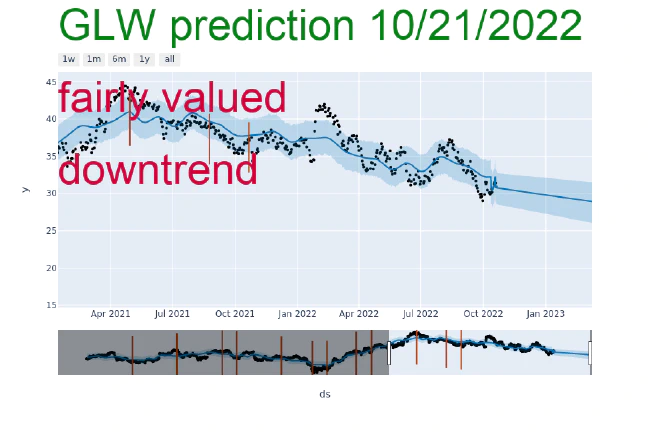 GLW prediction 10/21/2022
1w 1m 6m 1y all
45
fairly valued
40
35
downtrend
30
y
25
20
15
Apr 2021 Jul 2021 Oct 2021 Jan 2022 Apr 2022 Jul 2022 Oct 2022 Jan 2023
ds